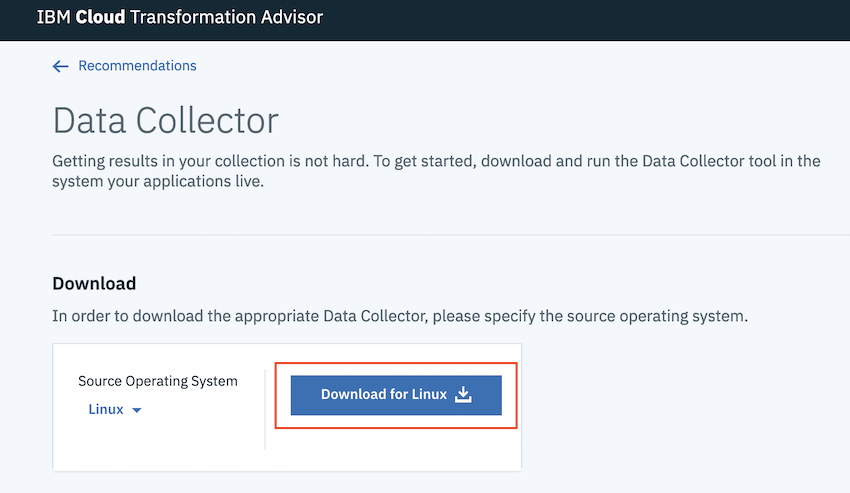 IBM Cloud Transformation Advisor
Recommendations
Data Collector
Getting results in your collection is not hard. To get started, download and run the Data Collector tool in the
system your applications live.
Download
In order to download the appropriate Data Collector, please specify the source operating system.
Source Operating System
Linux
Download for Linux